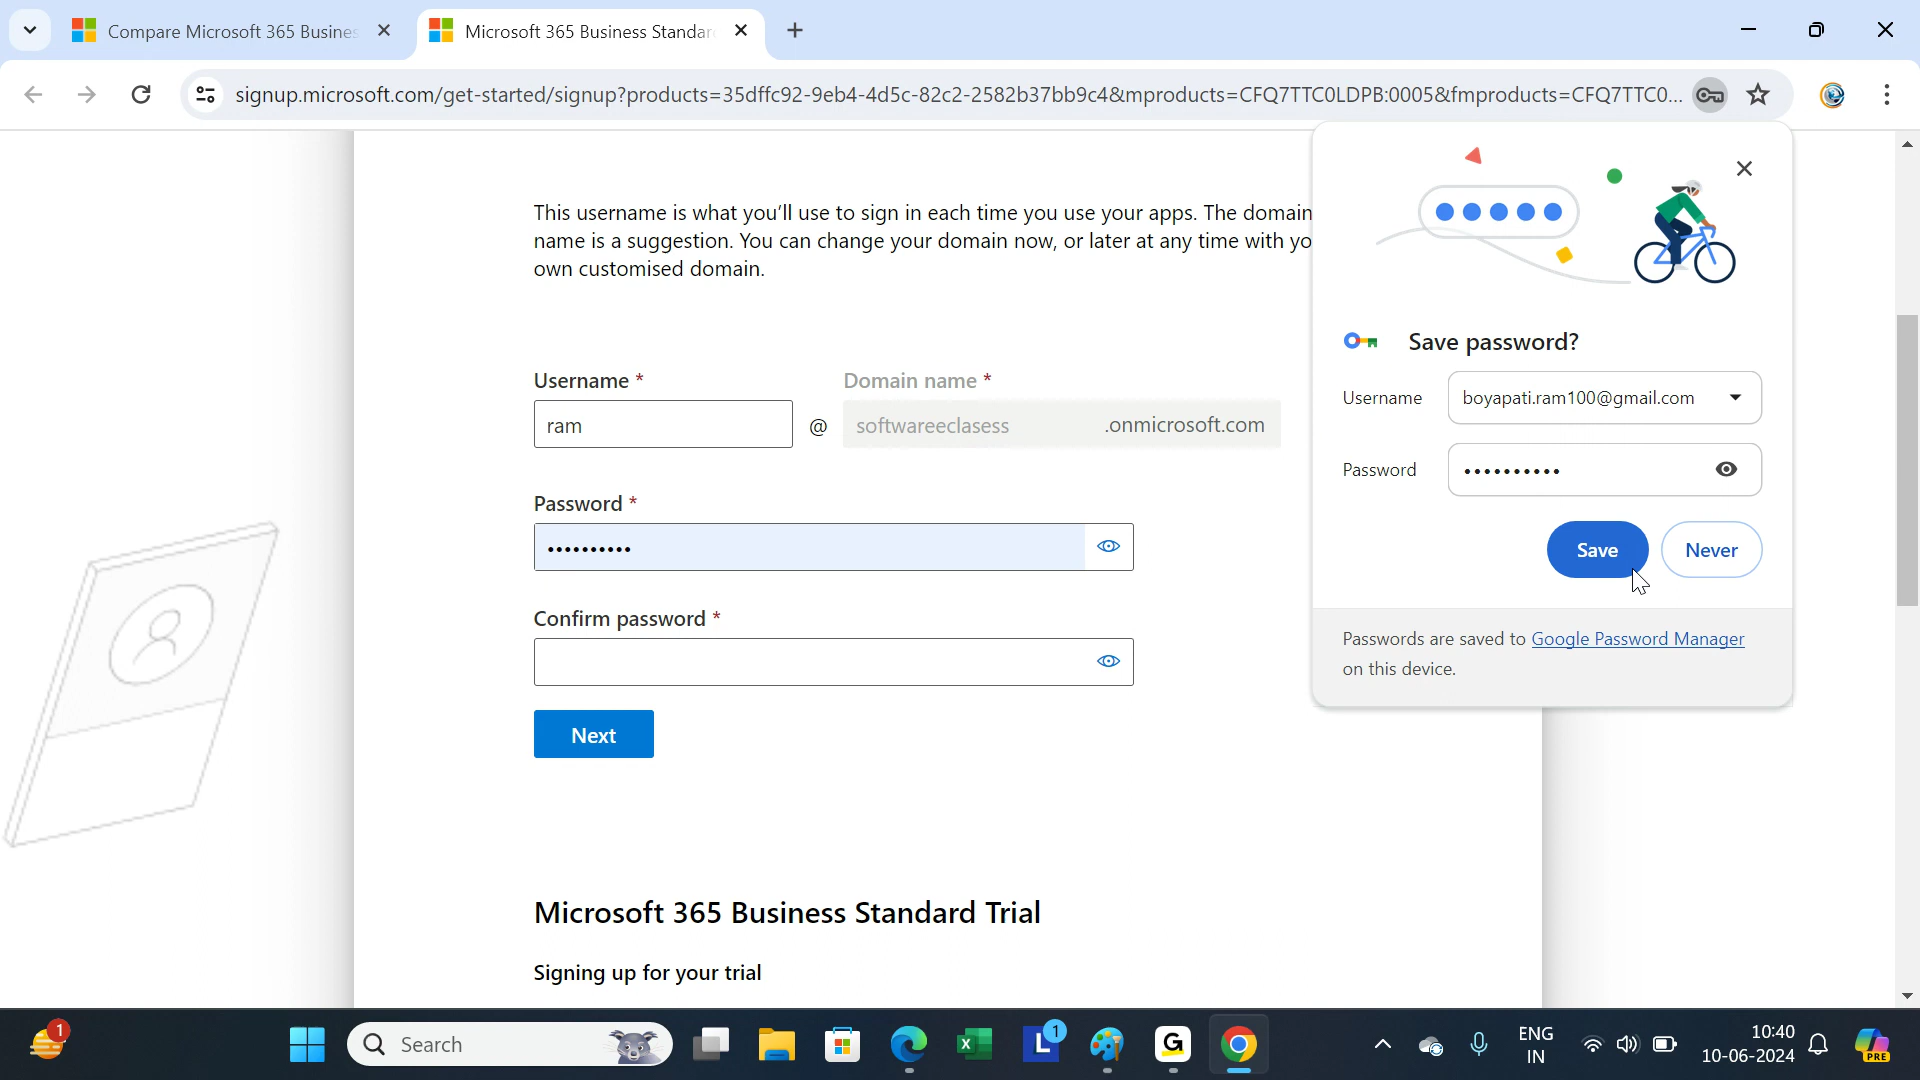 Compare Microsoft 365 Busines
Microsoft 365 Business Standar
signup.microsoft.com/get-started/signup?products=35dffc92-9eb4-4d5c-82c2-2582b37bb9c4&mproducts=CFQ7TTC0LDPB:0005&fmproducts=CFQ7TTC0...
This username is what you'll use to sign in each time you use your apps. The domain
name is a suggestion. You can change your domain now, or later at any time with yo
own customised domain.
Username *
Domain name *
ram
@
softwareeclasess
.onmicrosoft.com
Password *
••••••••••
Confirm password *
Next
Save password?
Username
boyapati.ram100@gmail.com
Password
••••••••••
Save
Never
Passwords are saved to Google Password Manager
on this device.
Microsoft 365 Business Standard Trial
Signing up for your trial
1
Search
X
L
1
G
ENG
IN
10:40
10-06-2024
PRE